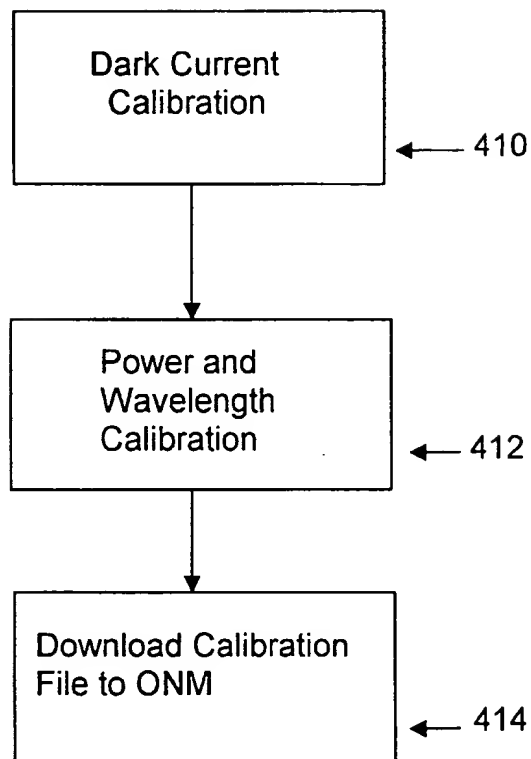 Dark Current
Calibration
410
Power and
Wavelength
Calibration
412
Download Calibration
File to ONM
414